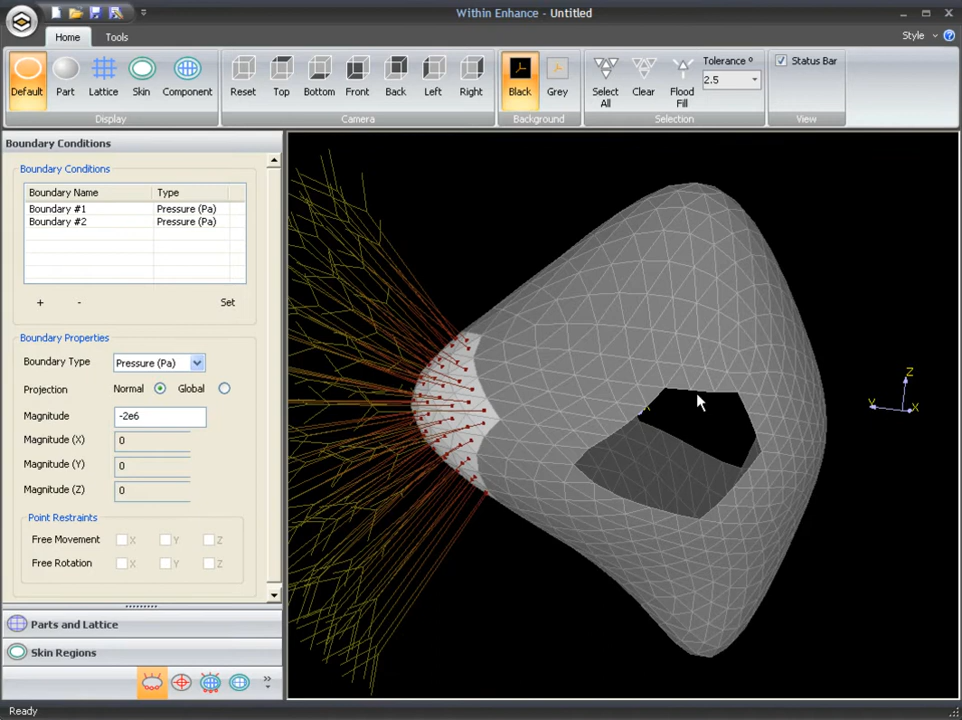 Within Enhance - Untitled
Home
Tools
Style
Default
Part
Lattice
Skin
Component
Display
Reset
Top
Bottom
Front
Back
Left
Right
Camera
Black
Grey
Background
Select All
Clear
Flood Fill
Tolerance °
2.5
Selection
Status Bar
View
Boundary Conditions
Boundary Conditions
Boundary Name Type
Boundary #1 Pressure (Pa)
Boundary #2 Pressure (Pa)
+ - Set
Boundary Properties
Boundary Type Pressure (Pa)
Projection Normal Global
Magnitude -2e6
Magnitude (X) 0
Magnitude (Y) 0
Magnitude (Z) 0
Point Restraints
Free Movement X Y Z
Free Rotation X Y Z
Parts and Lattice
Skin Regions
Z
Y
X
Ready